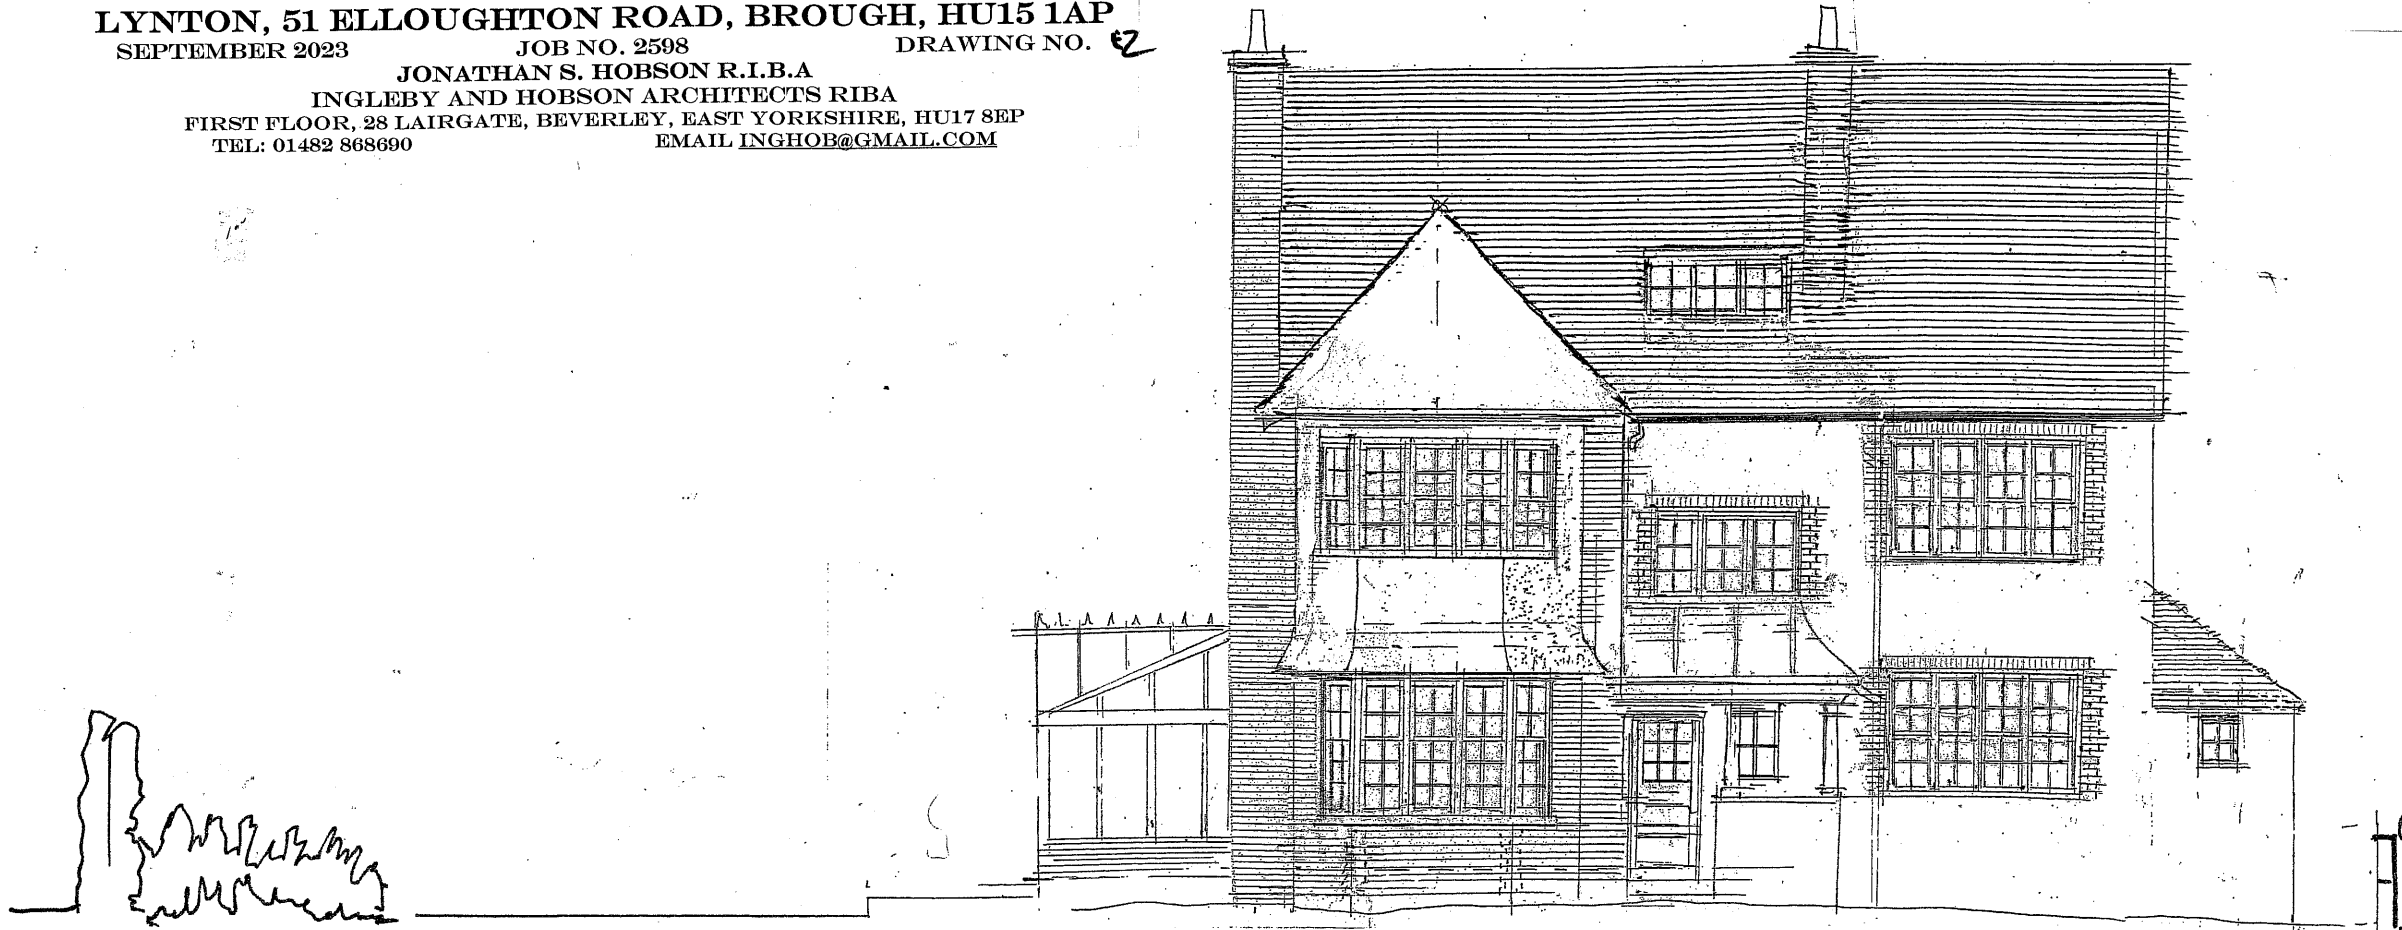 LYNTON, 51 ELLOUGHTON ROAD, BROUGH, HU15 1AP
SEPTEMBER 2023 JOB NO. 2598 DRAWING NO. E2
JONATHAN S. HOBSON R.I.B.A
INGLEBY AND HOBSON ARCHITECTS RIBA
FIRST FLOOR, 28 LAIRGATE, BEVERLEY, EAST YORKSHIRE, HU17 8EP
TEL: 01482 868690 EMAIL INGHOB@GMAIL.COM